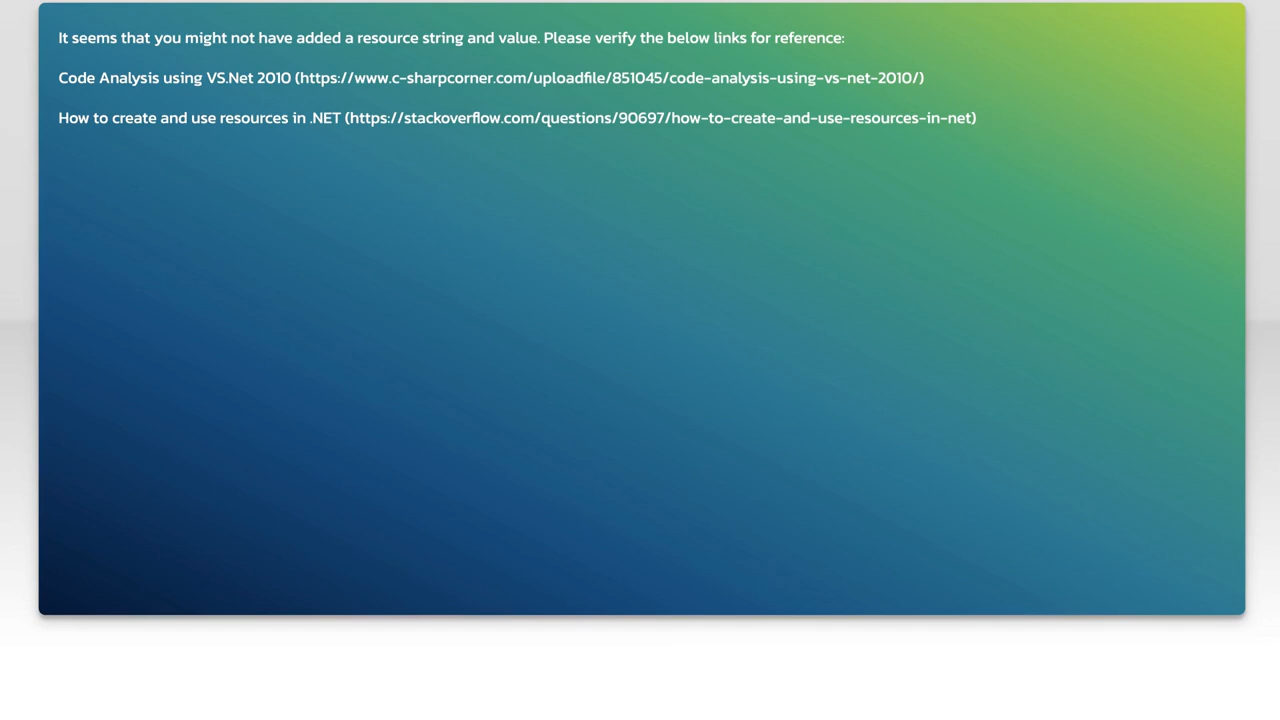 It seems that you might not have added a resource string and value. Please verify the below links for reference:
Code Analysis using VS.Net 2010 (https://www.c-sharpcorner.com/uploadfile/851045/code-analysis-using-vs-net-2010/)
How to create and use resources in .NET (https://stackoverflow.com/questions/90697/how-to-create-and-use-resources-in-net)